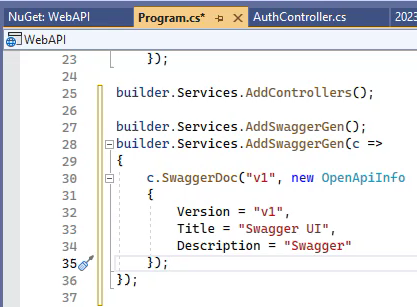 NuGet: WebAPI
Program.cs*
AuthController.cs
2023
WebAPI
23 });
24
25 builder.Services.AddControllers();
26
27 builder.Services.AddSwaggerGen();
28 builder.Services.AddSwaggerGen(c =>
29 {
30 c.SwaggerDoc("v1", new OpenApiInfo
31 {
32 Version = "v1",
33 Title = "Swagger UI",
34 Description = "Swagger"
35 });
36 });
37